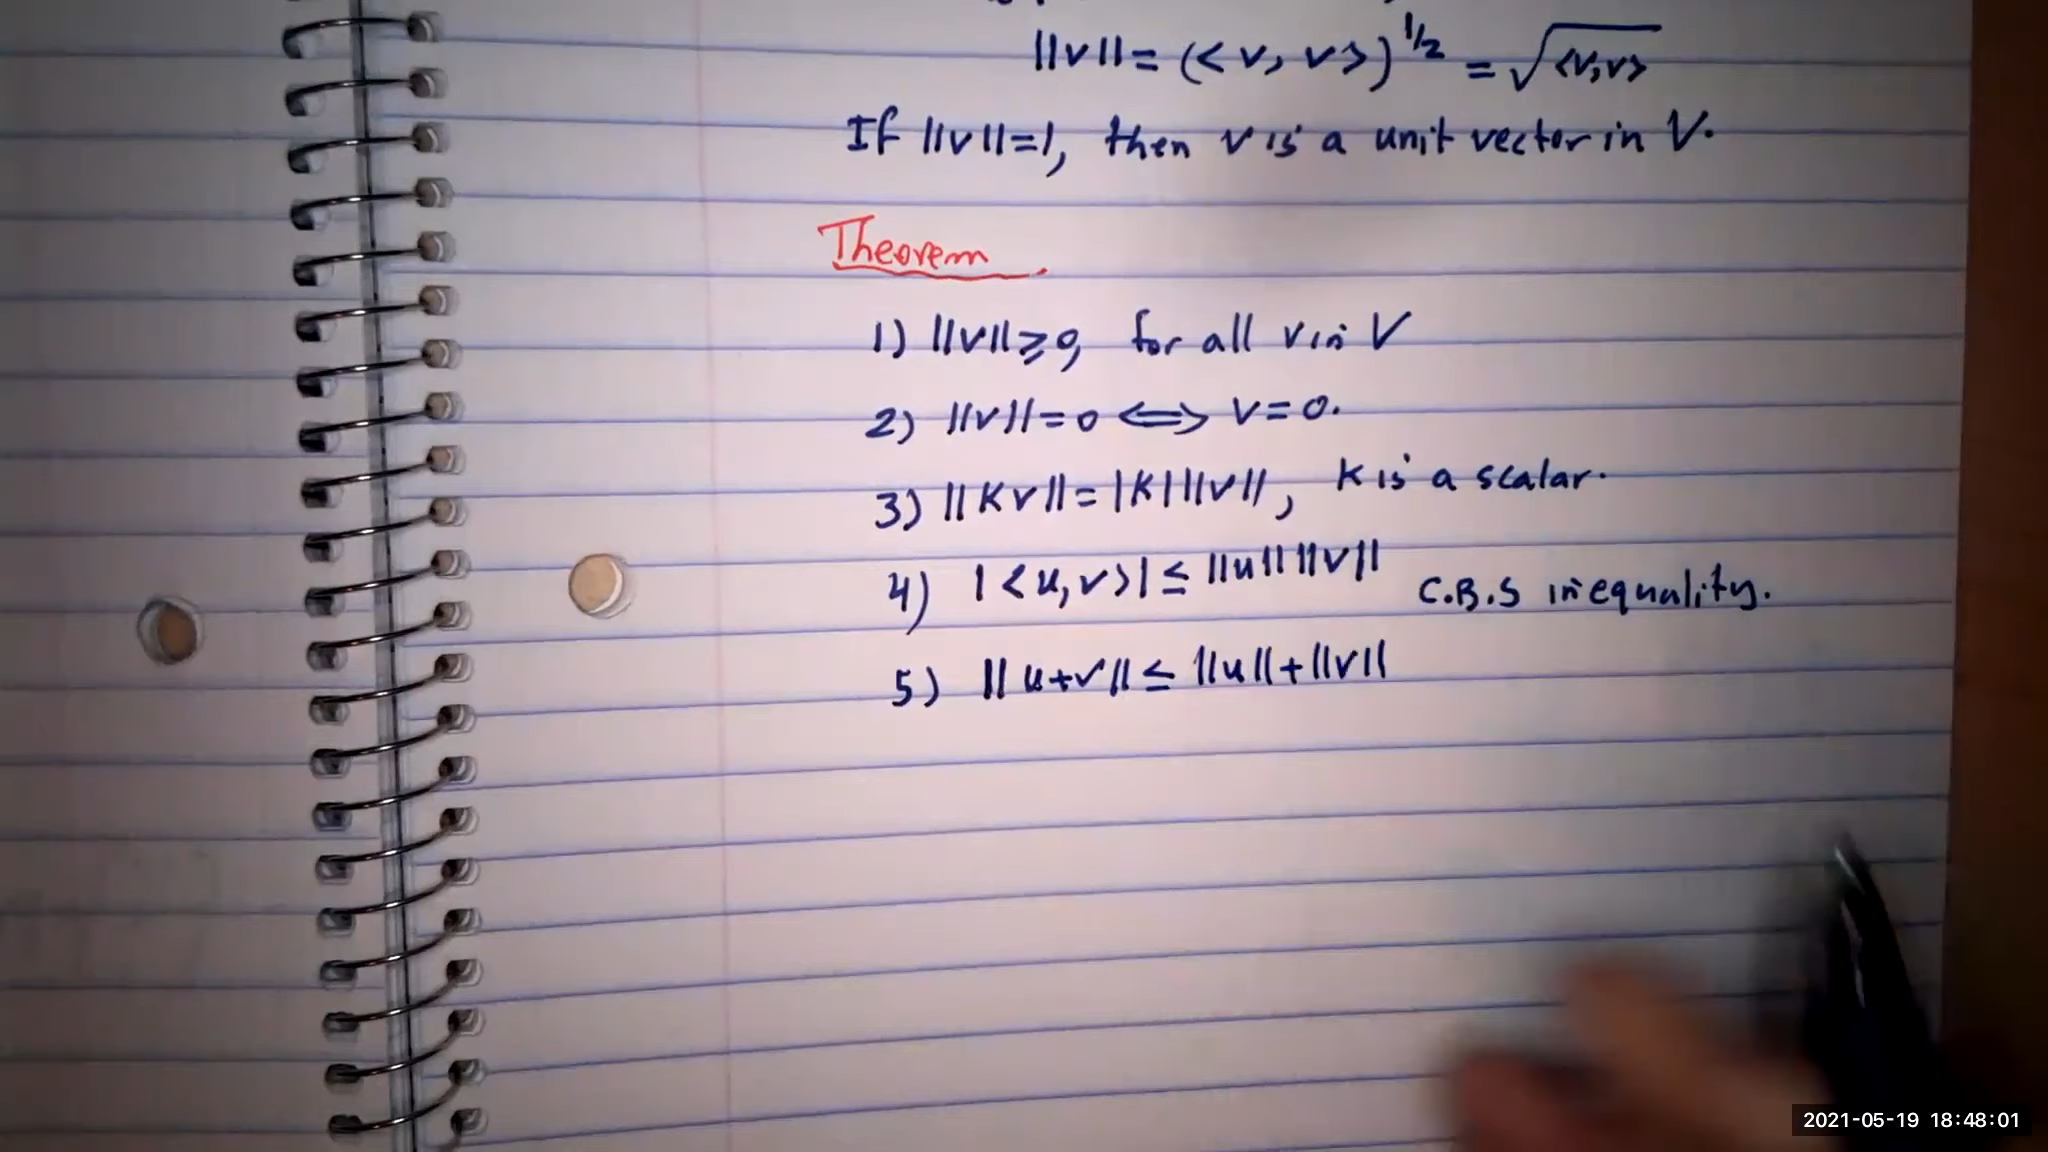 ||v|| = (<v, v>)^1/2 = √<v,v>
If ||v||=1, then v is a unit vector in V.
Theorem
1) ||v|| ≥ 0, for all v in V
2) ||v|| = 0 ⟺ v = 0.
3) ||Kv|| = |K| ||v||, K is a scalar.
4) |<u, v>| ≤ ||u|| ||v|| C.B.S inequality.
5) ||u+v|| ≤ ||u|| + ||v||
2021-05-19 18:48:01